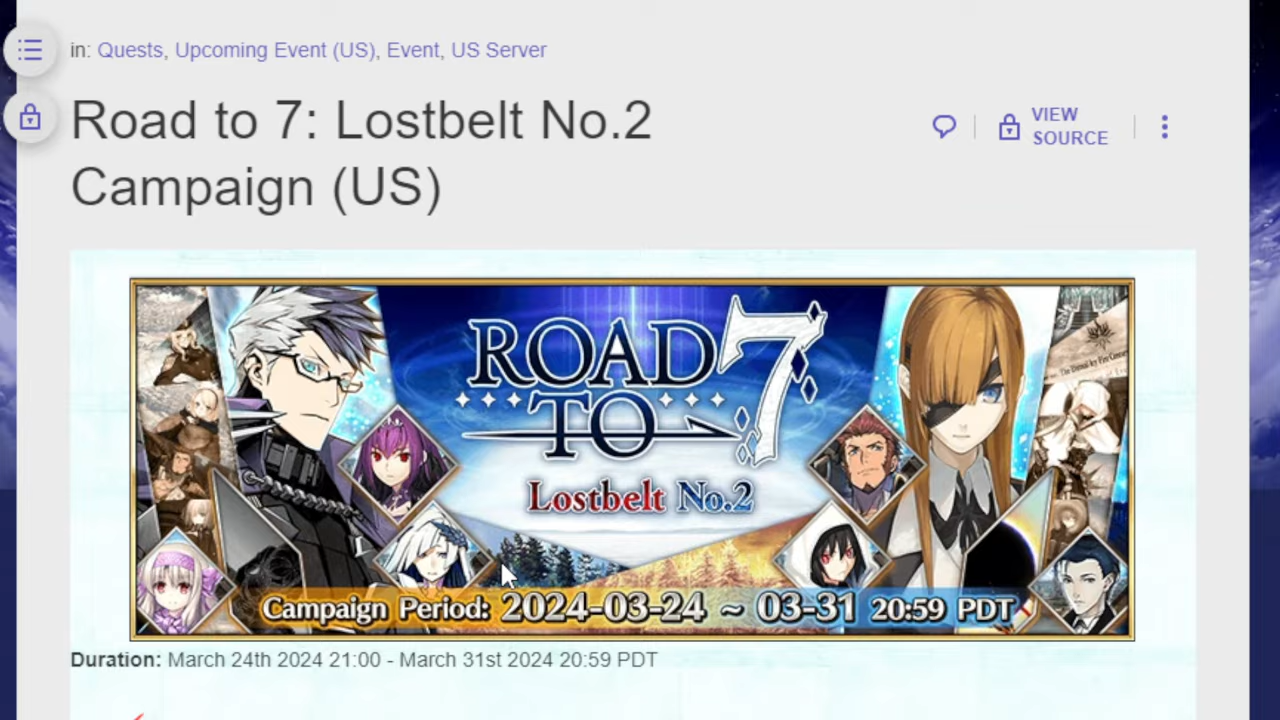 in: Quests, Upcoming Event (US), Event, US Server
Road to 7: Lostbelt No.2
Campaign (US)
VIEW
SOURCE
ROAD
TO 7
Lostbelt No.2
Campaign Period: 2024-03-24 ~ 03-31 20:59 PDT
Duration: March 24th 2024 21:00 - March 31st 2024 20:59 PDT